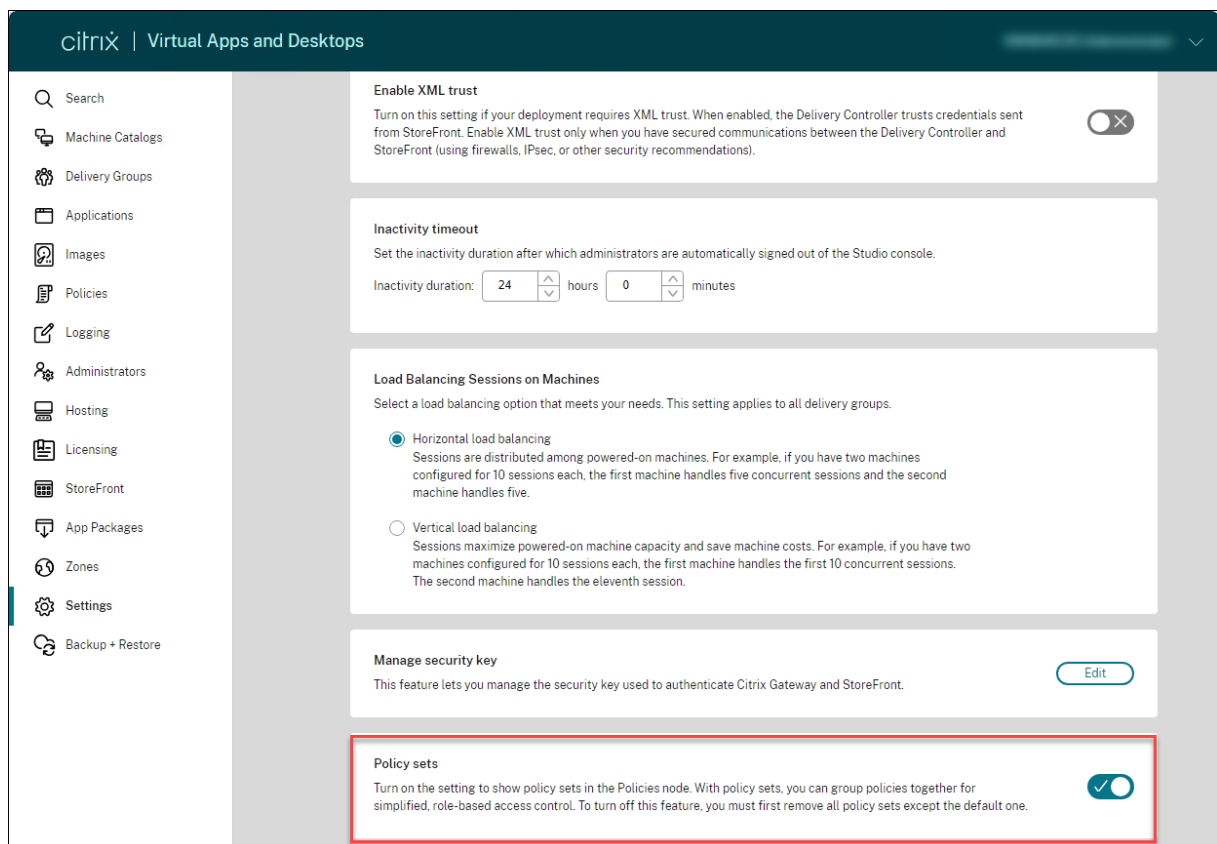 citrix | Virtual Apps and Desktops
Search
Machine Catalogs
Delivery Groups
Applications
Images
Policies
Logging
Administrators
Hosting
Licensing
StoreFront
App Packages
Zones
Settings
Backup + Restore
Enable XML trust
Turn on this setting if your deployment requires XML trust. When enabled, the Delivery Controller trusts credentials sent
from StoreFront. Enable XML trust only when you have secured communications between the Delivery Controller and
StoreFront (using firewalls, IPsec, or other security recommendations).
Inactivity timeout
Set the inactivity duration after which administrators are automatically signed out of the Studio console.
Inactivity duration: 24 hours 0 minutes
Load Balancing Sessions on Machines
Select a load balancing option that meets your needs. This setting applies to all delivery groups.
Horizontal load balancing
Sessions are distributed among powered-on machines. For example, if you have two machines
configured for 10 sessions each, the first machine handles five concurrent sessions and the second
machine handles five.
Vertical load balancing
Sessions maximize powered-on machine capacity and save machine costs. For example, if you have two
machines configured for 10 sessions each, the first machine handles the first 10 concurrent sessions.
The second machine handles the eleventh session.
Manage security key
This feature lets you manage the security key used to authenticate Citrix Gateway and StoreFront.
Edit
Policy sets
Turn on the setting to show policy sets in the Policies node. With policy sets, you can group policies together for
simplified, role-based access control. To turn off this feature, you must first remove all policy sets except the default one.